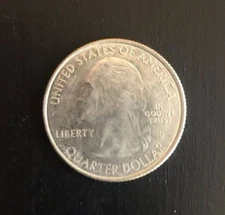 UNITED STATES OF AMERICA
LIBERTY
IN
GOD WE
TRUST
QUARTER DOLLAR